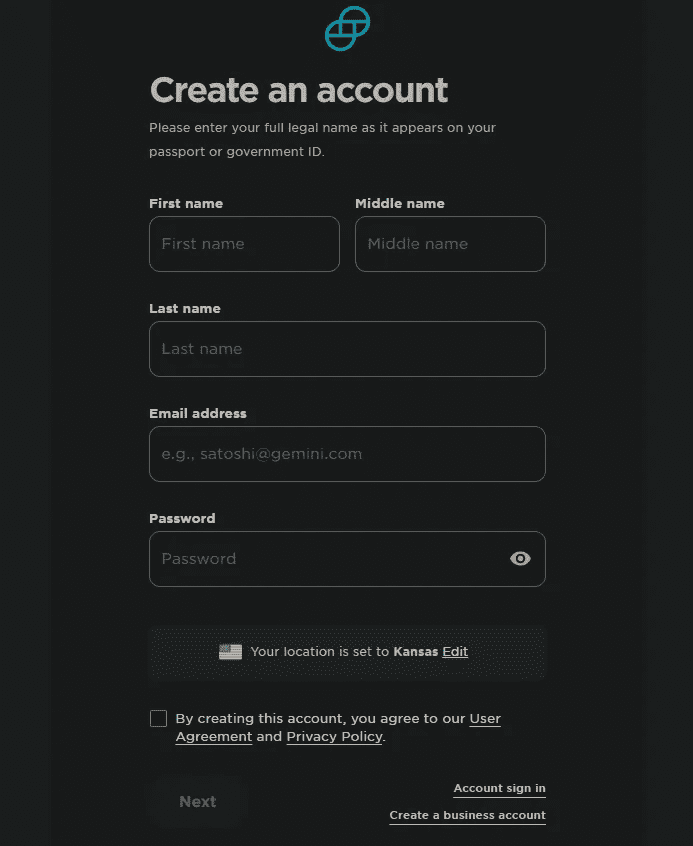 Create an account
Please enter your full legal name as it appears on your
passport or government ID.
First name
Middle name
First name
Middle name
Last name
Last name
Email address
e.g., satoshi@gemini.com
Password
Password
Your location is set to Kansas Edit
By creating this account, you agree to our User
Agreement and Privacy Policy.
Account sign in
Next
Create a business account